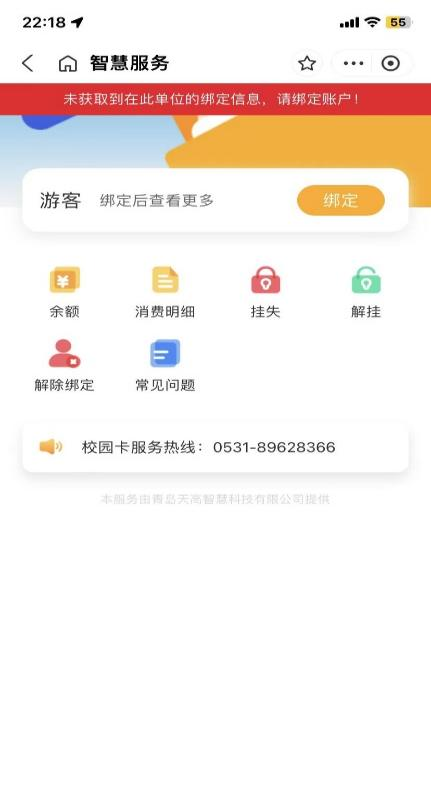 22:18
55
智慧服务
未获取到在此单位的绑定信息，请绑定账户！
游客 绑定后查看更多 绑定
余额 消费明细 挂失 解挂
解除绑定 常见问题
校园卡服务热线：0531-89628366
本服务由青岛天高智慧科技有限公司提供